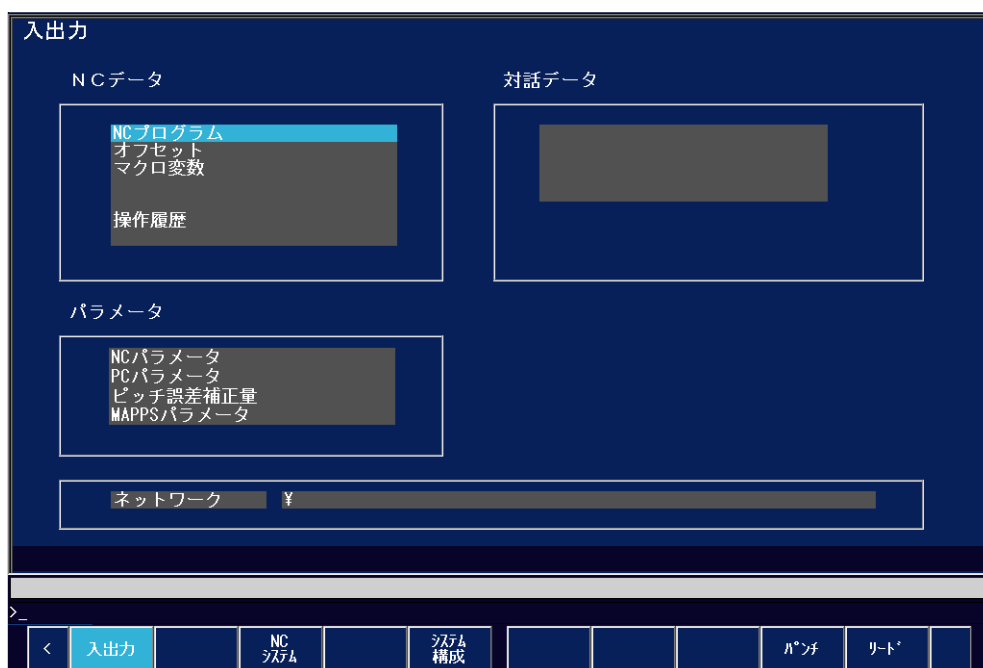 入出力
NCデータ
NCプログラム
オフセット
マクロ変数
操作履歴
対話データ
パラメータ
NCパラメータ
PCパラメータ
ピッチ誤差補正量
MAPPSパラメータ
ネットワーク ¥
>_
< 入出力 NC システム システム 構成 パンチ リード